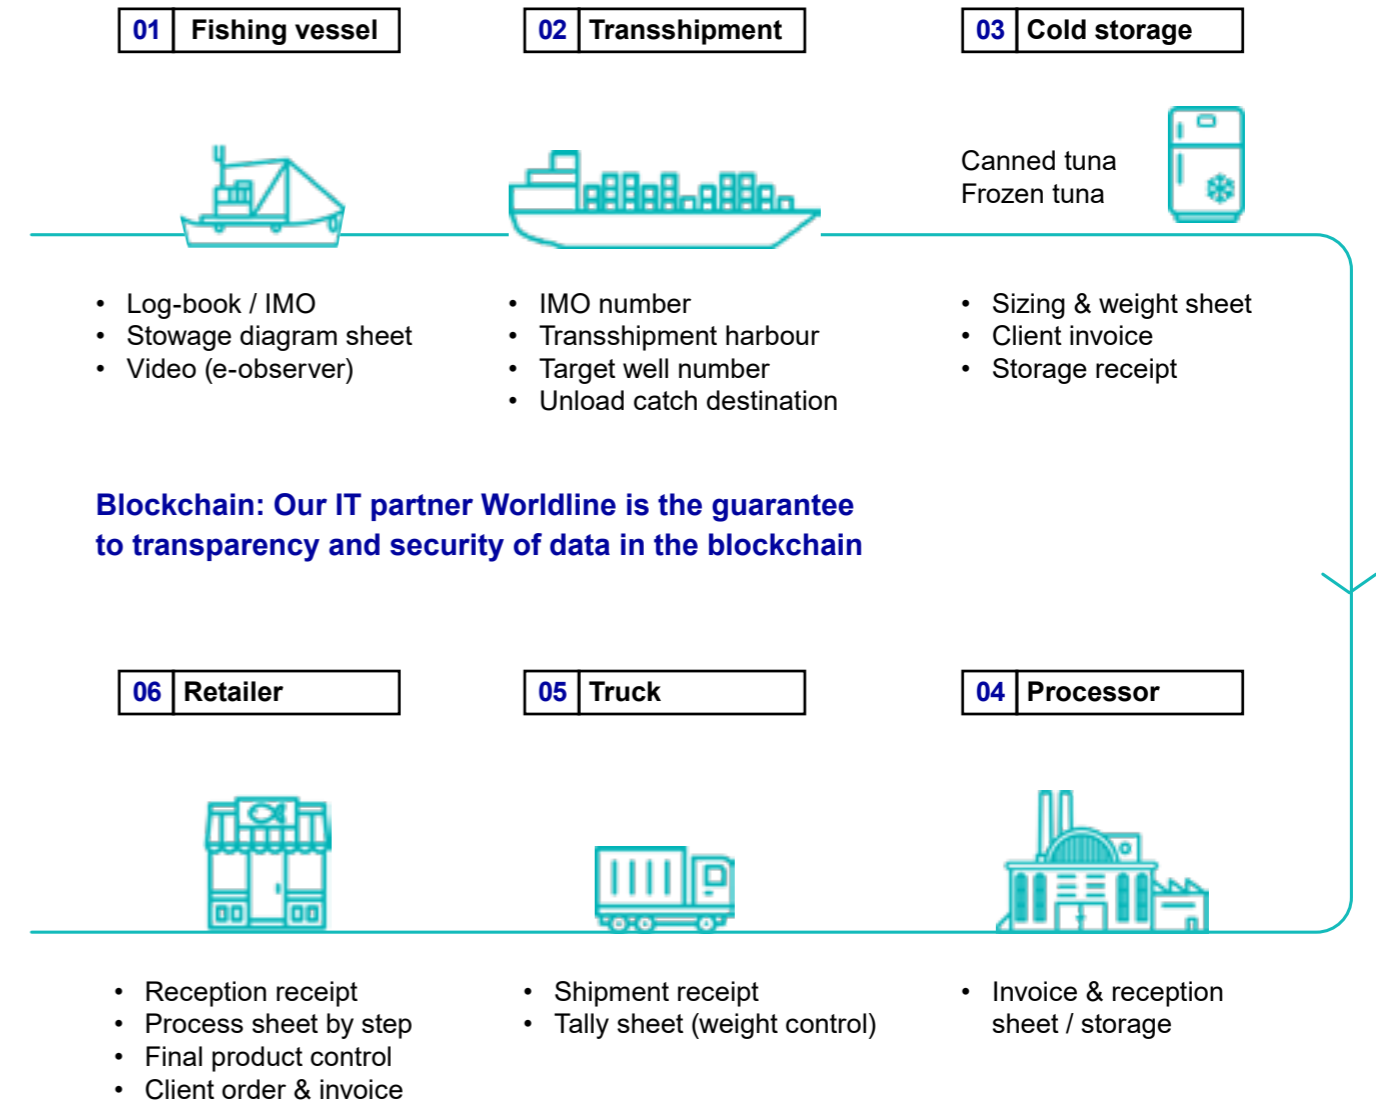 01 Fishing vessel
02 Transshipment
03 Cold storage
Canned tuna
Frozen tuna
• Log-book / IMO
• Stowage diagram sheet
• Video (e-observer)
• IMO number
• Transshipment harbour
• Target well number
• Unload catch destination
• Sizing & weight sheet
• Client invoice
• Storage receipt
Blockchain: Our IT partner Worldline is the guarantee
to transparency and security of data in the blockchain
06 Retailer
05 Truck
04 Processor
• Reception receipt
• Process sheet by step
• Final product control
• Client order & invoice
• Shipment receipt
• Tally sheet (weight control)
• Invoice & reception
sheet / storage